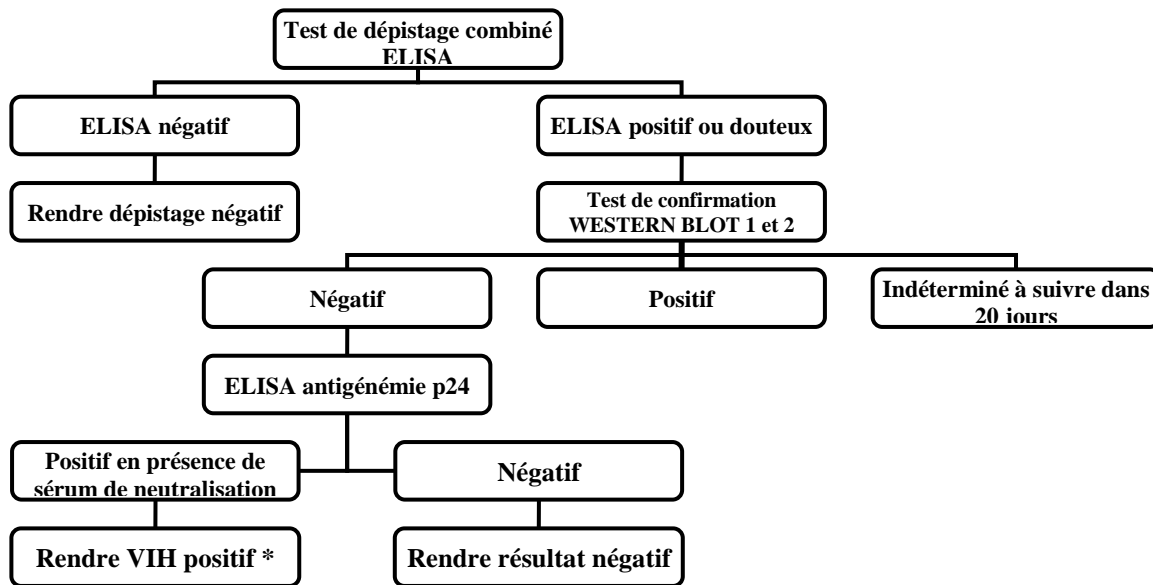 Test de dépistage combiné
ELISA
ELISA négatif
ELISA positif ou douteux
Rendre dépistage négatif
Test de confirmation
WESTERN BLOT 1 et 2
Négatif
Positif
Indéterminé à suivre dans
20 jours
ELISA antigénémie p24
Positif en présence de
sérum de neutralisation
Négatif
Rendre VIH positif *
Rendre résultat négatif